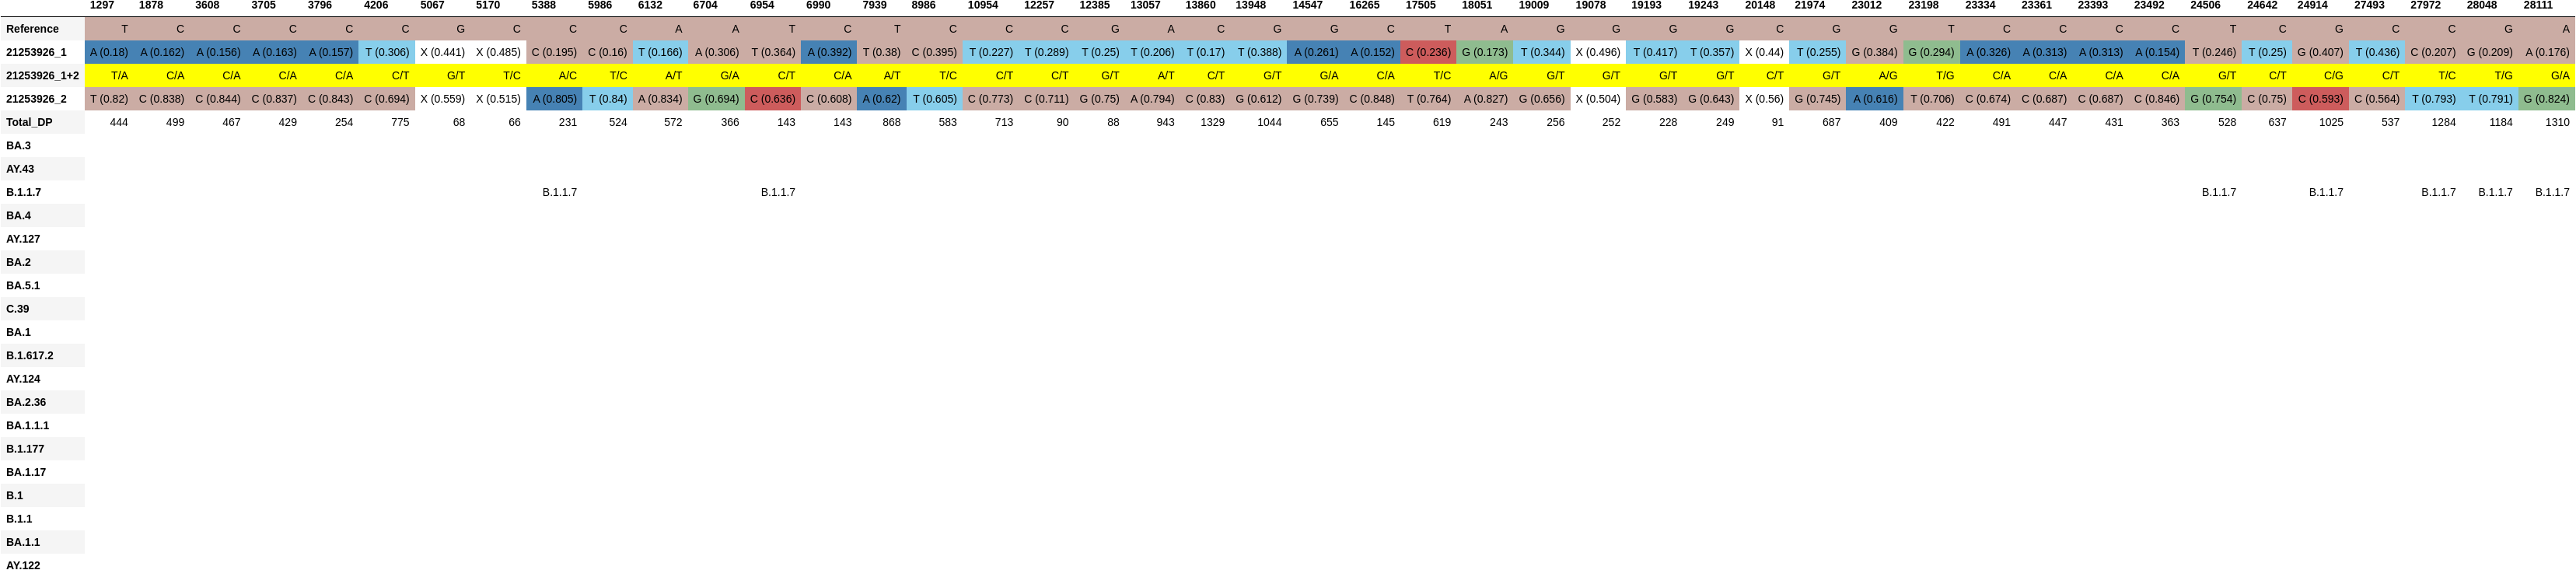 1297 1878 3608 3705 3796 4206 5067 5170 5388 5986 6132 6704 6954 6990 7939 8986 10954 12257 12385 13057 13860 13948 14547 16265 17505 18051 19009 19078 19193 19243 20148 21974 23012 23198 23334 23361 23393 23492 24506 24642 24914 27493 27972 28048 28111
Reference T C C C C C G C C C A A T C T C C C G A C G G C T A G G G G C G G T C C C C T C G C C G A
21253926_1 A (0.18) A (0.162) A (0.156) A (0.163) A (0.157) T (0.306) X (0.441) X (0.485) C (0.195) C (0.16) T (0.166) A (0.306) T (0.364) A (0.392) T (0.38) C (0.395) T (0.227) T (0.289) T (0.25) T (0.206) T (0.17) T (0.388) A (0.261) A (0.152) C (0.236) G (0.173) T (0.344) X (0.496) T (0.417) T (0.357) X (0.44) T (0.255) G (0.384) G (0.294) A (0.326) A (0.313) A (0.313) A (0.154) T (0.246) T (0.25) G (0.407) T (0.436) C (0.207) G (0.209) A (0.176)
21253926_1+2 T/A C/A C/A C/A C/A C/T G/T T/C A/C T/C A/T G/A C/T C/A A/T T/C C/T C/T G/T A/T C/T G/T G/A C/A T/C A/G G/T G/T G/T G/T C/T G/T A/G T/G C/A C/A C/A C/A G/T C/T C/G C/T T/C T/G G/A
21253926_2 T (0.82) C (0.838) C (0.844) C (0.837) C (0.843) C (0.694) X (0.559) X (0.515) A (0.805) T (0.84) A (0.834) G (0.694) C (0.636) C (0.608) A (0.62) T (0.605) C (0.773) C (0.711) G (0.75) A (0.794) C (0.83) G (0.612) G (0.739) C (0.848) T (0.764) A (0.827) G (0.656) X (0.504) G (0.583) G (0.643) X (0.56) G (0.745) A (0.616) T (0.706) C (0.674) C (0.687) C (0.687) C (0.846) G (0.754) C (0.75) C (0.593) C (0.564) T (0.793) T (0.791) G (0.824)
Total_DP 444 499 467 429 254 775 68 66 231 524 572 366 143 143 868 583 713 90 88 943 1329 1044 655 145 619 243 256 252 228 249 91 687 409 422 491 447 431 363 528 637 1025 537 1284 1184 1310
BA.3
AY.43
B.1.1.7 B.1.1.7 B.1.1.7 B.1.1.7 B.1.1.7 B.1.1.7 B.1.1.7 B.1.1.7
BA.4
AY.127
BA.2
BA.5.1
C.39
BA.1
B.1.617.2
AY.124
BA.2.36
BA.1.1.1
B.1.177
BA.1.17
B.1
B.1.1
BA.1.1
AY.122